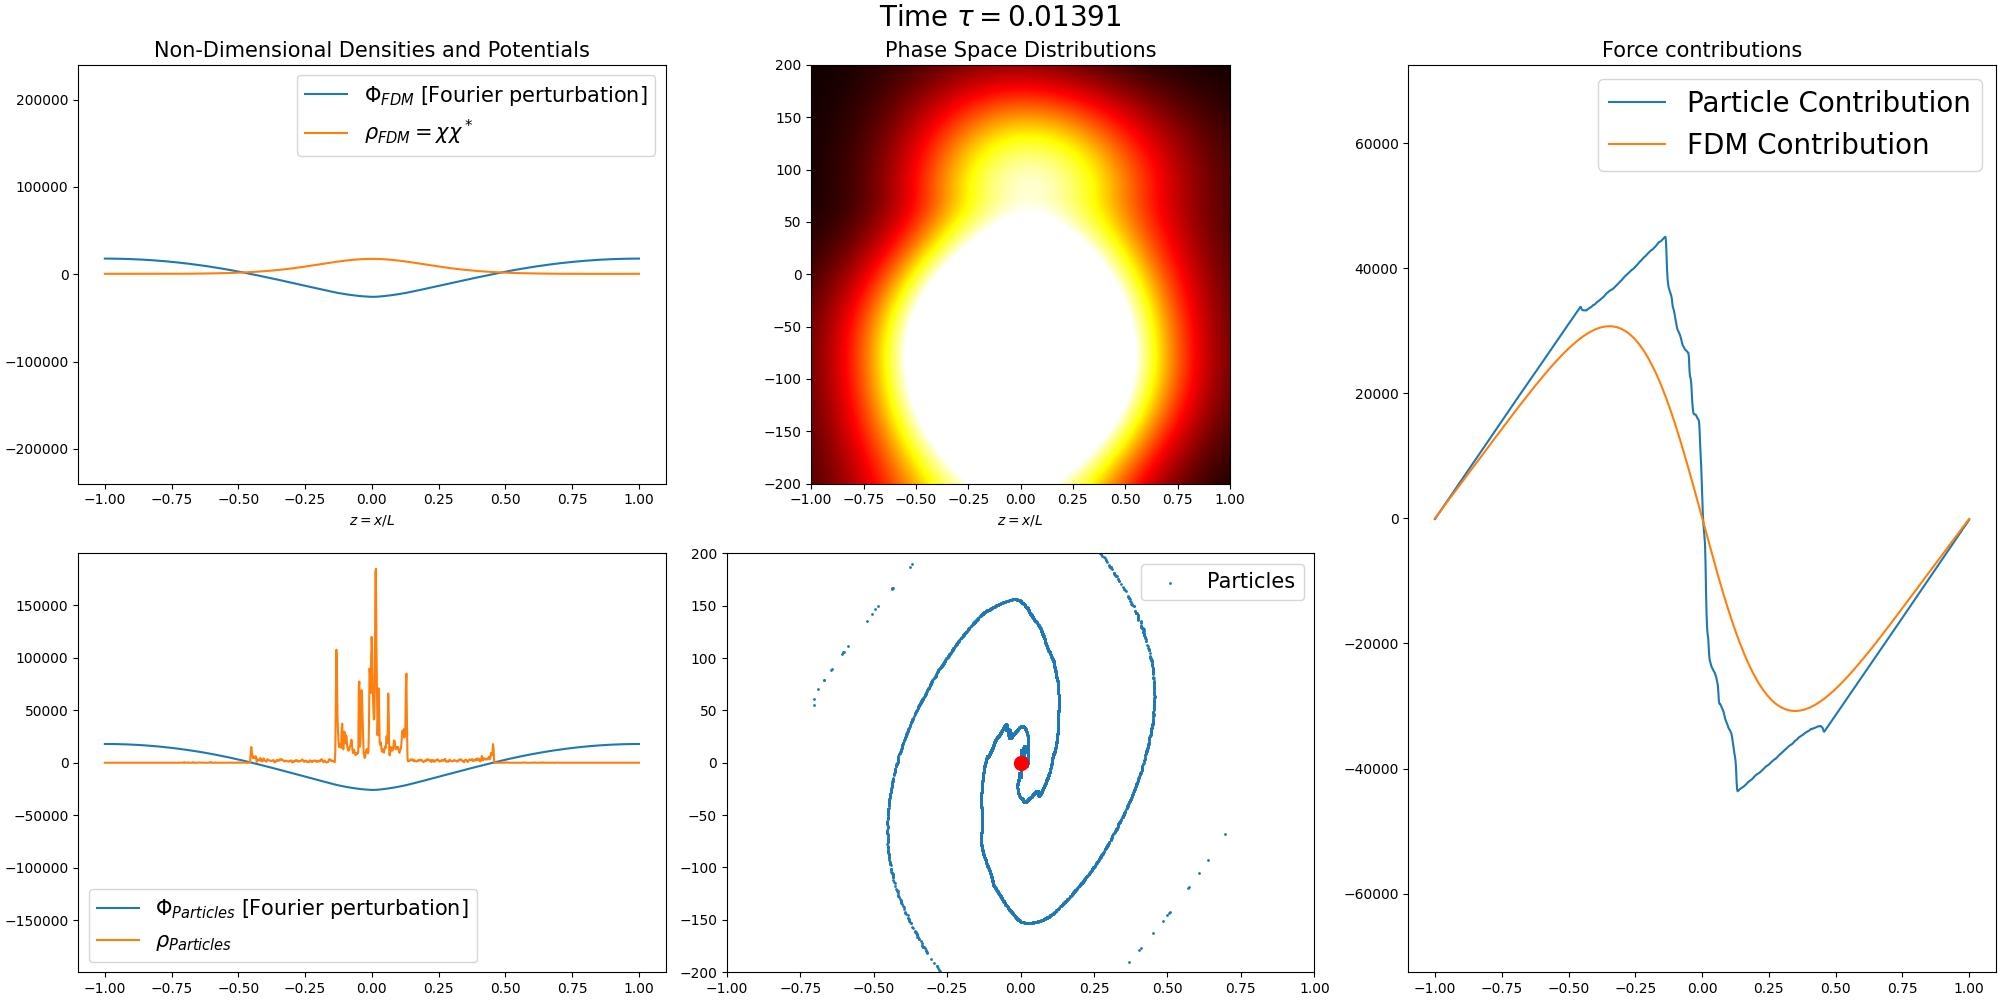 Time τ = 0.01391
Non-Dimensional Densities and Potentials
200000
100000
0
−100000
−200000
Φ_FDM [Fourier perturbation]
ρ_FDM = χχ*
−1.00 −0.75 −0.50 −0.25 0.00 0.25 0.50 0.75 1.00
z = x/L
Phase Space Distributions
200
150
100
50
0
−50
−100
−150
−200
−1.00 −0.75 −0.50 −0.25 0.00 0.25 0.50 0.75 1.00
z = x/L
Force contributions
Particle Contribution
FDM Contribution
60000
40000
20000
0
−20000
−40000
−60000
−1.00 −0.75 −0.50 −0.25 0.00 0.25 0.50 0.75 1.00
150000
100000
50000
0
−50000
−100000
−150000
Φ_Particles [Fourier perturbation]
ρ_Particles
−1.00 −0.75 −0.50 −0.25 0.00 0.25 0.50 0.75 1.00
Particles
200
150
100
50
0
−50
−100
−150
−200
−1.00 −0.75 −0.50 −0.25 0.00 0.25 0.50 0.75 1.00